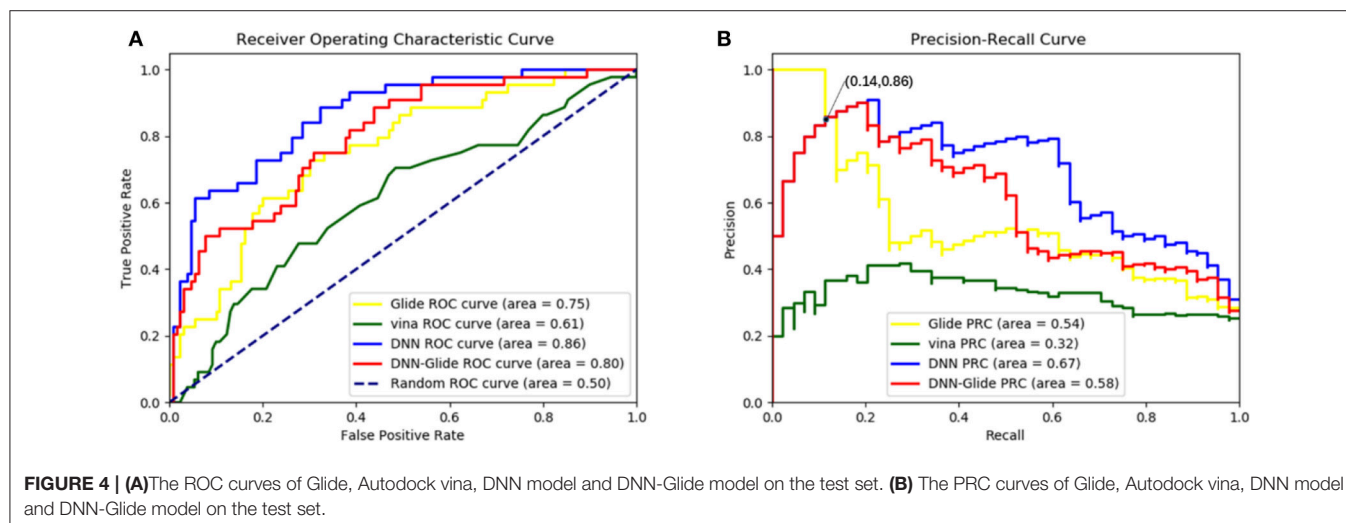 A
Receiver Operating Characteristic Curve
True Positive Rate
1.0
0.8
0.6
0.4
0.2
0.0
Glide ROC curve (area = 0.75)
vina ROC curve (area = 0.61)
DNN ROC curve (area = 0.86)
DNN-Glide ROC curve (area = 0.80)
Random ROC curve (area = 0.50)
0.0 0.2 0.4 0.6 0.8 1.0
False Positive Rate
B
Precision-Recall Curve
(0.14,0.86)
Precision
1.0
0.8
0.6
0.4
0.2
0.0
Glide PRC (area = 0.54)
vina PRC (area = 0.32)
DNN PRC (area = 0.67)
DNN-Glide PRC (area = 0.58)
0.0 0.2 0.4 0.6 0.8 1.0
Recall
FIGURE 4 | (A)The ROC curves of Glide, Autodock vina, DNN model and DNN-Glide model on the test set. (B) The PRC curves of Glide, Autodock vina, DNN model
and DNN-Glide model on the test set.